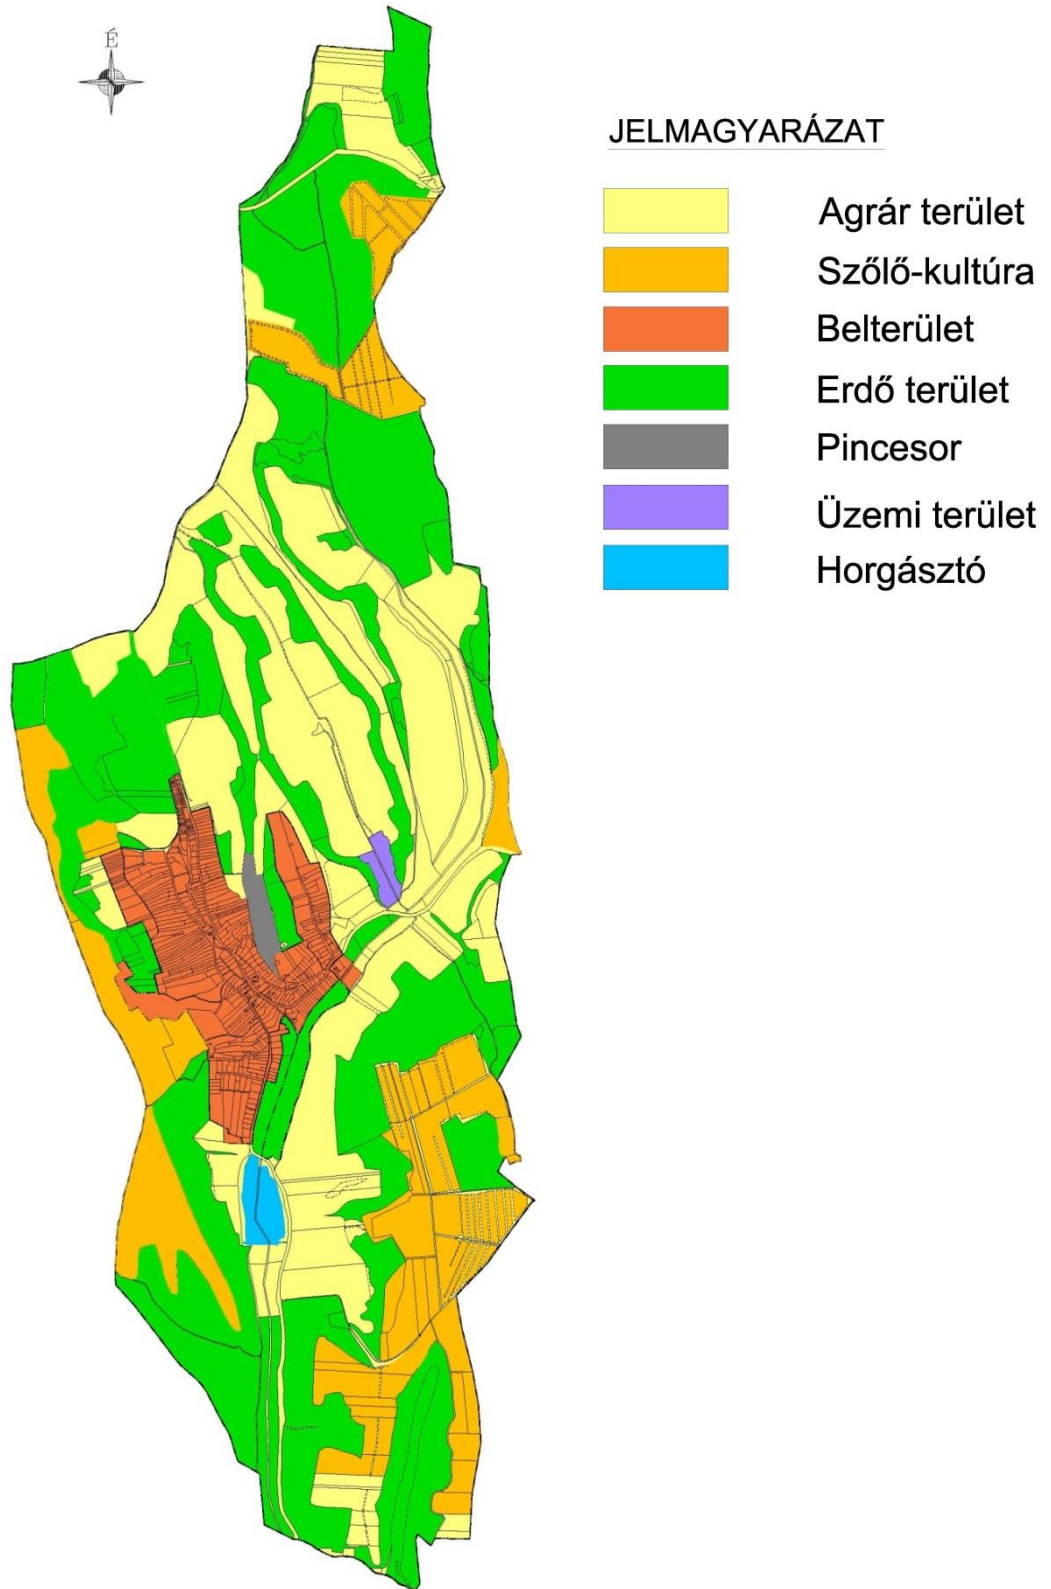 É
JELMAGYARÁZAT
Agrár terület
Szőlő-kultúra
Belterület
Erdő terület
Pincesor
Üzemi terület
Horgásztó